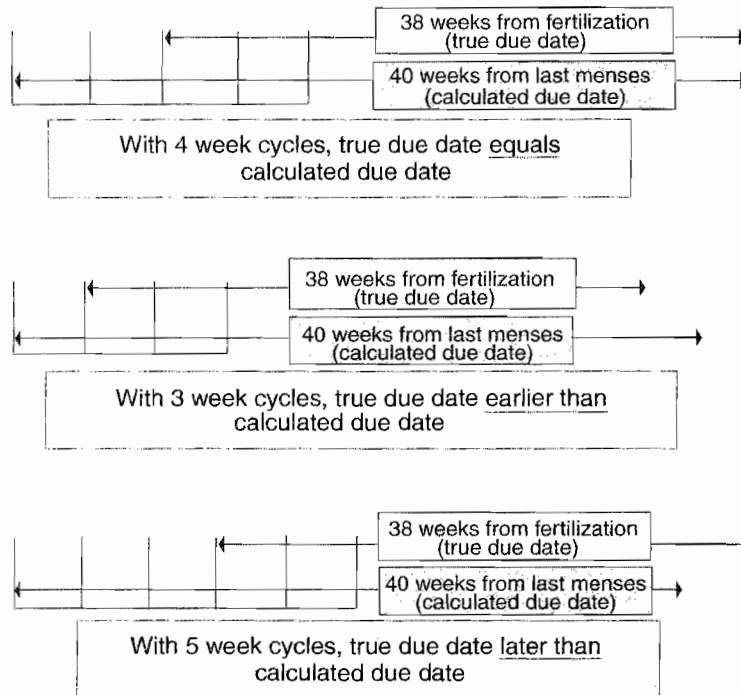 38 weeks from fertilization
(true due date)
40 weeks from last menses
(calculated due date)
With 4 week cycles, true due date equals
calculated due date
38 weeks from fertilization
(true due date)
40 weeks from last menses
(calculated due date)
With 3 week cycles, true due date earlier than
calculated due date
38 weeks from fertilization
(true due date)
40 weeks from last menses
(calculated due date)
With 5 week cycles, true due date later than
calculated due date